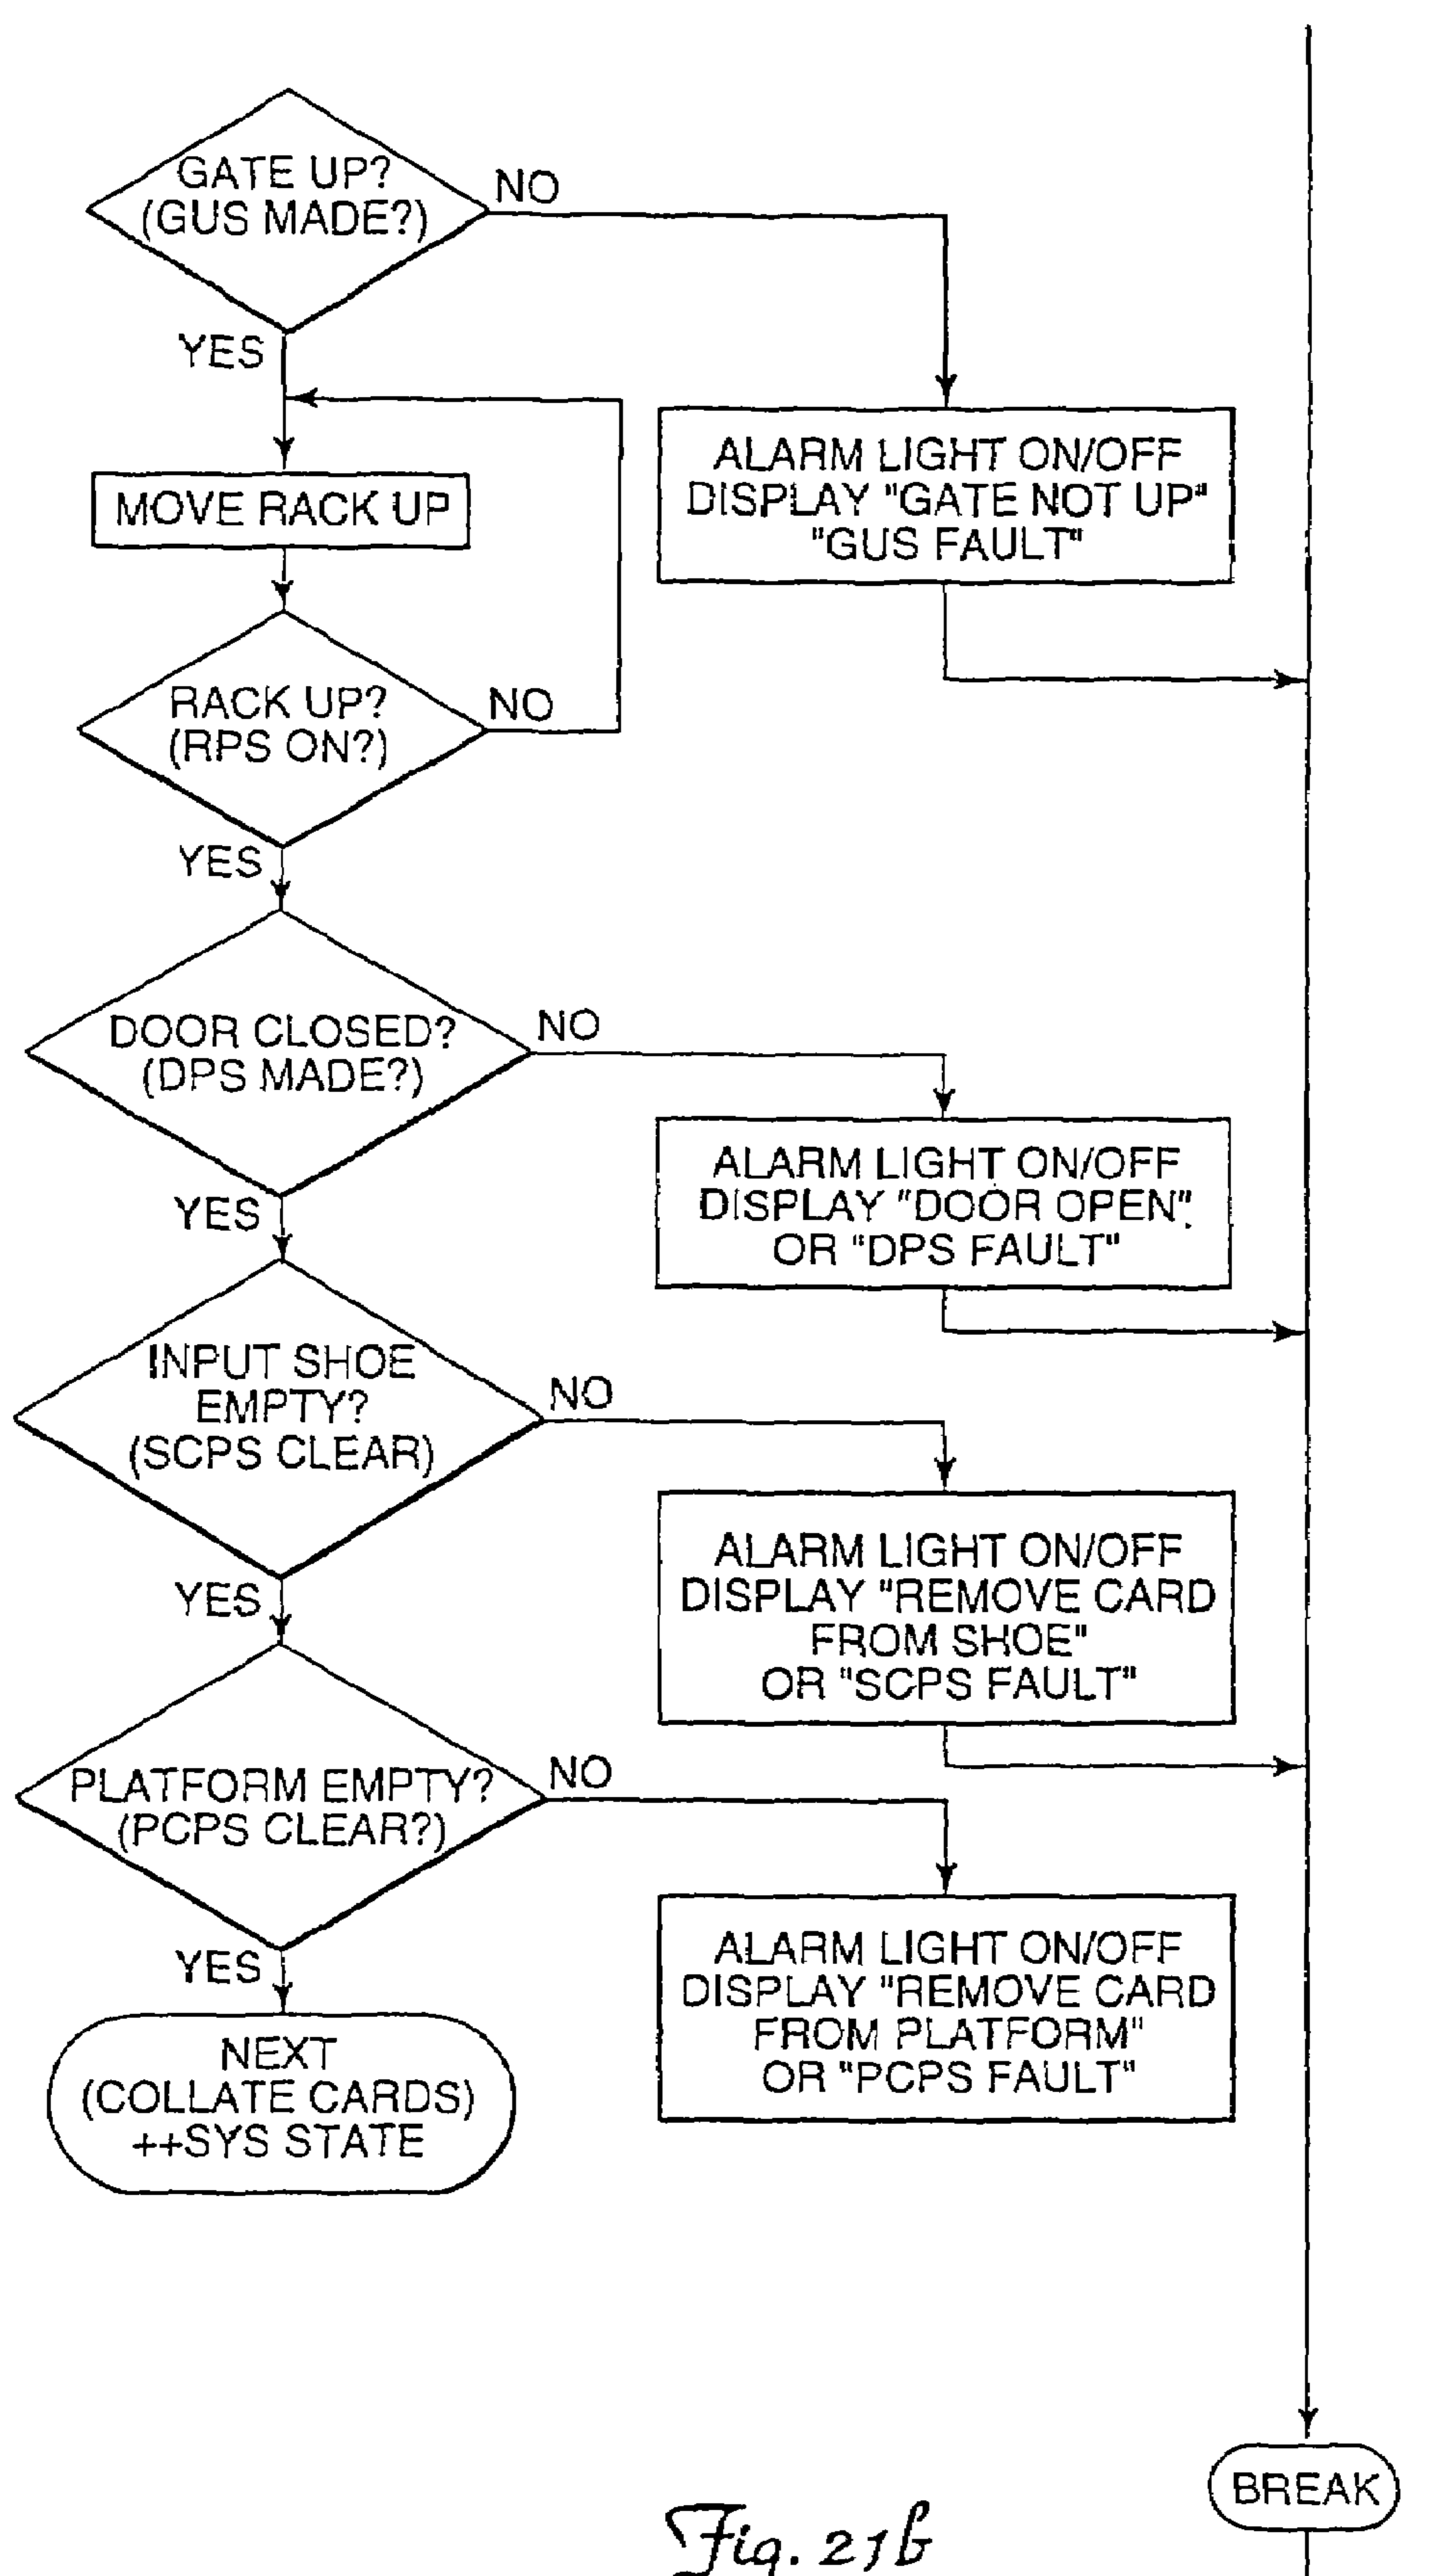 GATE UP?
(GUS MADE?)
NO
YES
MOVE RACK UP
ALARM LIGHT ON/OFF
DISPLAY "GATE NOT UP"
"GUS FAULT"
RACK UP?
(RPS ON?)
NO
YES
DOOR CLOSED?
(DPS MADE?)
NO
YES
ALARM LIGHT ON/OFF
DISPLAY "DOOR OPEN"
OR "DPS FAULT"
INPUT SHOE
EMPTY?
(SCPS CLEAR)
NO
YES
ALARM LIGHT ON/OFF
DISPLAY "REMOVE CARD
FROM SHOE"
OR "SCPS FAULT"
PLATFORM EMPTY?
(PCPS CLEAR?)
NO
YES
ALARM LIGHT ON/OFF
DISPLAY "REMOVE CARD
FROM PLATFORM"
OR "PCPS FAULT"
NEXT
(COLLATE CARDS)
++SYS STATE
BREAK
Fig. 21b